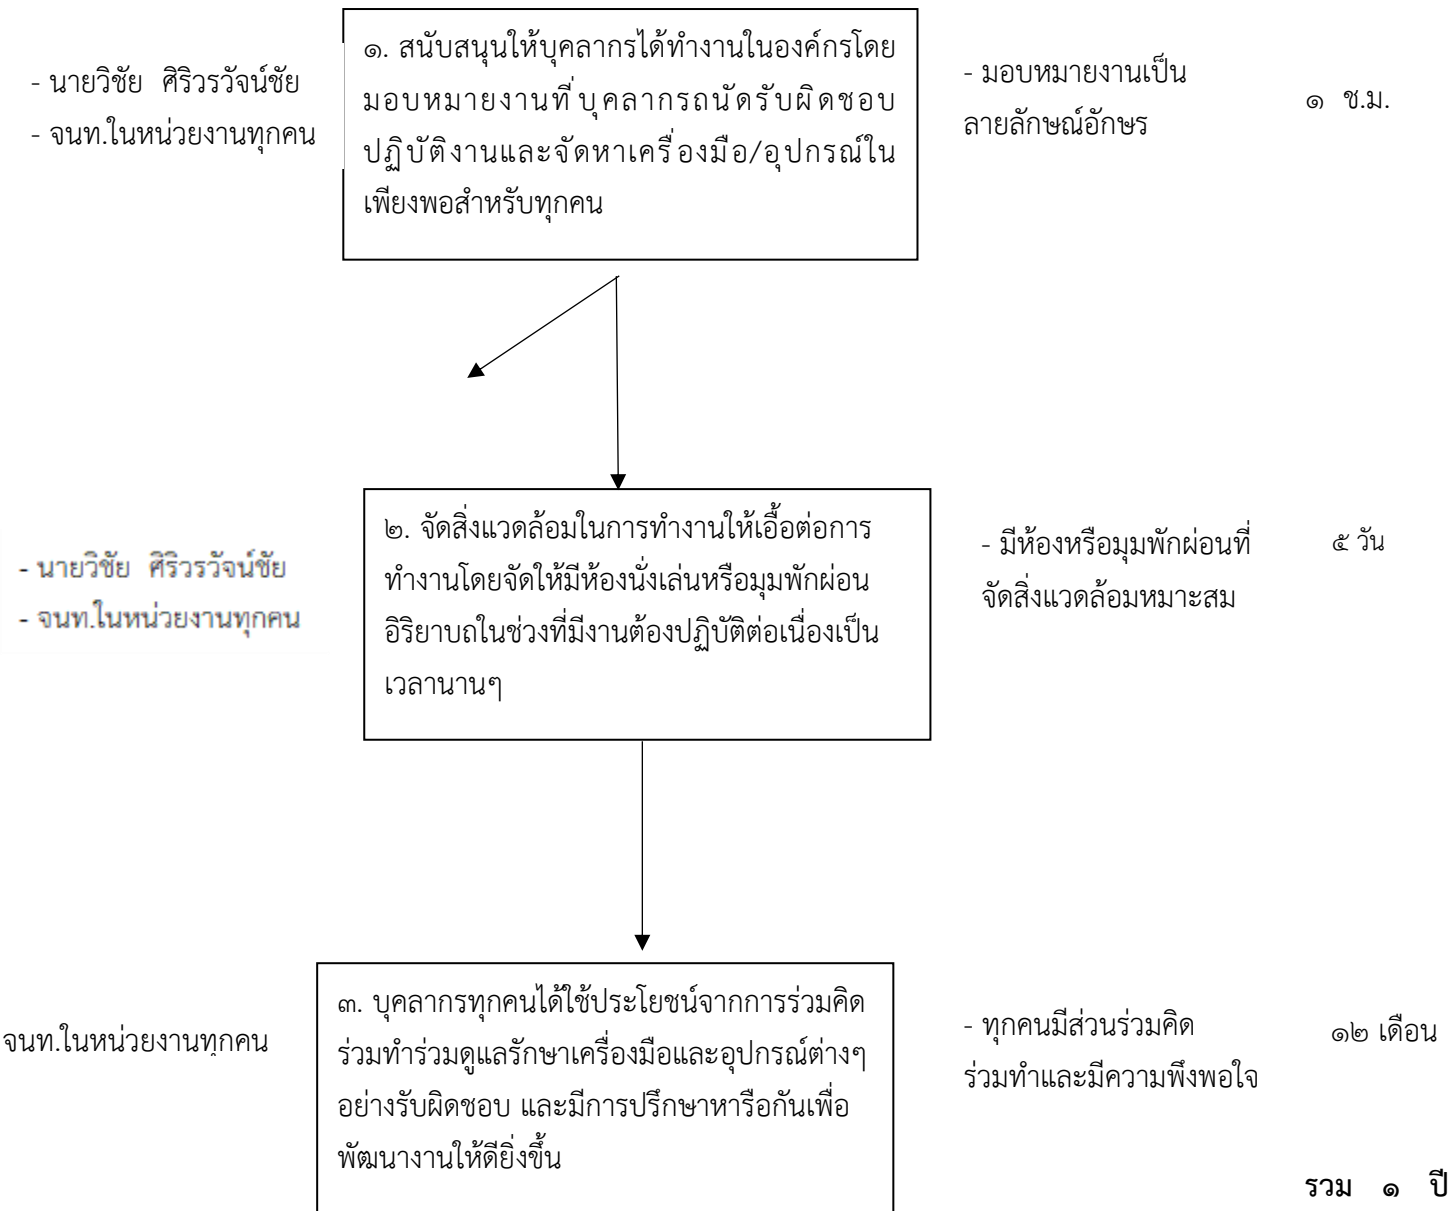 - นายวิชัย ศิริวรวัจน์ชัย
- จนท.ในหน่วยงานทุกคน
๑. สนับสนุนให้บุคลากรได้ทำงานในองค์กรโดย
มอบหมายงานที่บุคลากรถนัดรับผิดชอบ
ปฏิบัติงานและจัดหาเครื่องมือ/อุปกรณ์ใน
เพียงพอสำหรับทุกคน
- มอบหมายงานเป็น
ลายลักษณ์อักษร
๑ ช.ม.
- นายวิชัย ศิริวรวัจน์ชัย
- จนท.ในหน่วยงานทุกคน
๒. จัดสิ่งแวดล้อมในการทำงานให้เอื้อต่อการ
ทำงานโดยจัดให้มีห้องนั่งเล่นหรือมุมพักผ่อน
อิริยาบถในช่วงที่มีงานต้องปฏิบัติต่อเนื่องเป็น
เวลานานๆ
- มีห้องหรือมุมพักผ่อนที่
จัดสิ่งแวดล้อมหมาะสม
๕ วัน
จนท.ในหน่วยงานทุกคน
๓. บุคลากรทุกคนได้ใช้ประโยชน์จากการร่วมคิด
ร่วมทำร่วมดูแลรักษาเครื่องมือและอุปกรณ์ต่างๆ
อย่างรับผิดชอบ และมีการปรึกษาหารือกันเพื่อ
พัฒนางานให้ดียิ่งขึ้น
- ทุกคนมีส่วนร่วมคิด
ร่วมทำและมีความพึงพอใจ
๑๒ เดือน
รวม ๑ ปี